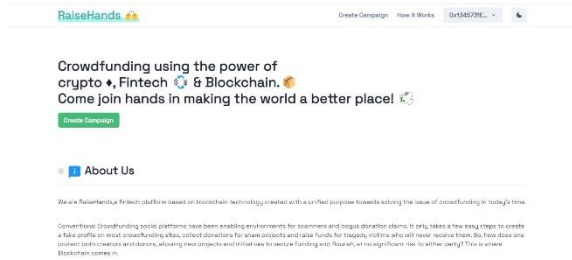 RaiseHands
Create Campaign How it Works 0x1345731E...
Crowdfunding using the power of
crypto ♦, Fintech & Blockchain.
Come join hands in making the world a better place!
Create Campaign
About Us
We are RaiseHands,a fintech platform based on blockchain technology created with a unified purpose towards solving the issue of crowdfunding in today's time.
Conventional Crowdfunding social platforms have been enabling environments for scammers and bogus donation claims. It only takes a few easy steps to create
a fake profile on most crowdfunding sites, collect donations for sham projects and raise funds for tragedy victims who will never receive them. So, how does one
protect both creators and donors, allowing new projects and initiatives to secure funding and flourish, at no significant risk to either party? This is where
Blockchain comes in.